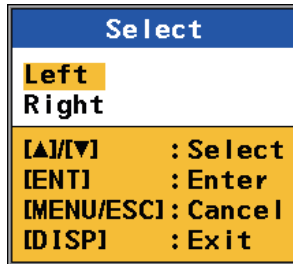 Select
Left
Right
[▲]/[▼] :Select
[ENT] :Enter
[MENU/ESC]:Cancel
[DISP] :Exit